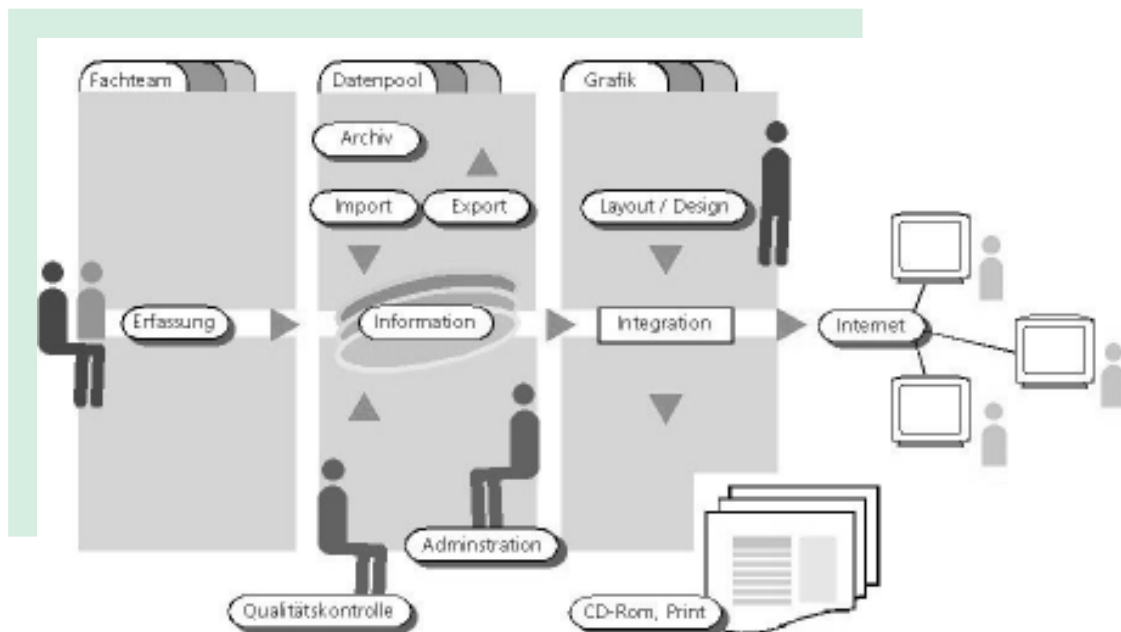 Fachteam
Datenpool
Grafik
Archiv
Import
Export
Layout / Design
Erfassung
Information
Integration
Internet
Adminstration
Qualitätskontrolle
CD-Rom, Print